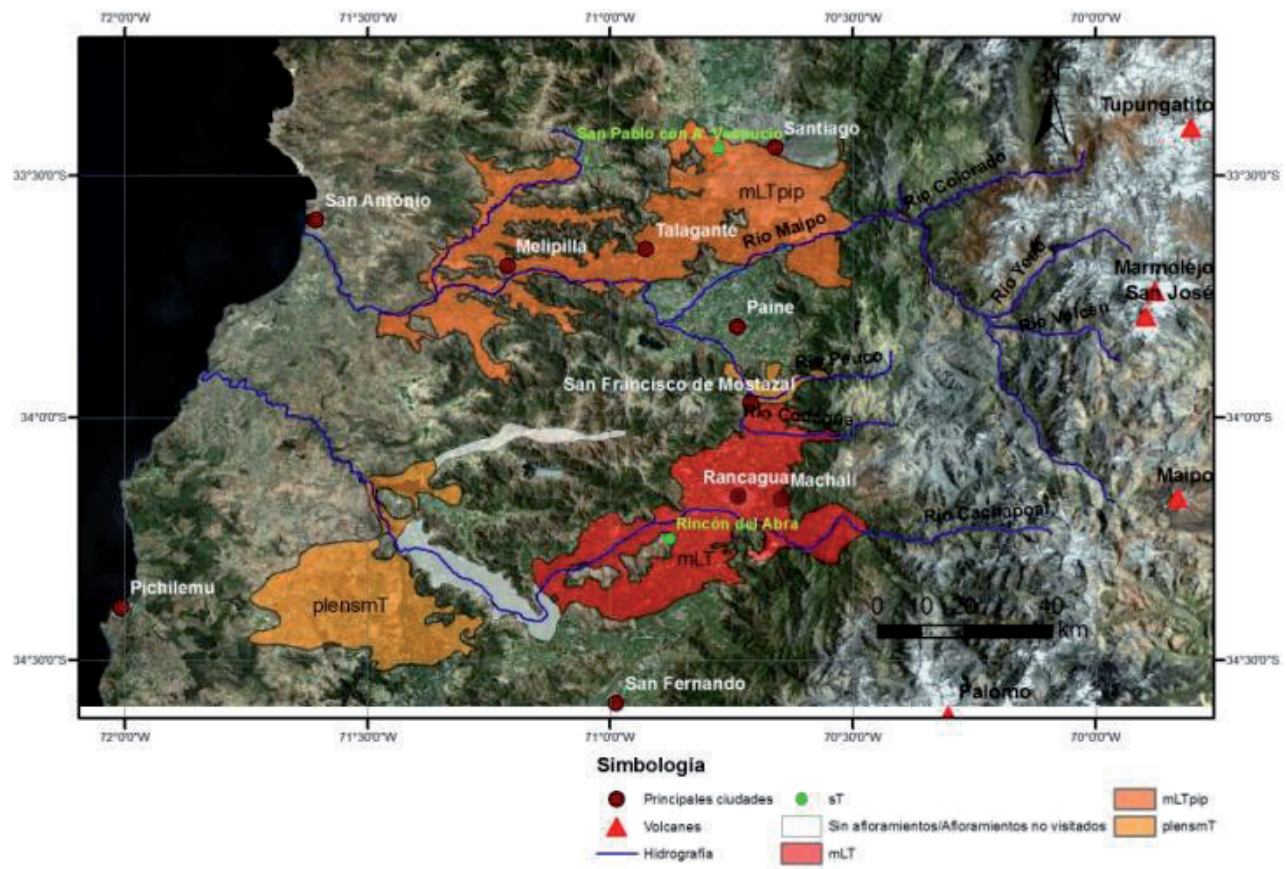 72°0'0"W 71°30'0"W 71°0'0"W 70°30'0"W 70°0'0"W
Tupungatito
San Pablo con A. Vespucio
Santiago
33°30'0"S
33°30'0"S
Río Colorado
mLTpip
San Antonio
Talagante
Río Maipo
Melipilla
Río Yeso
Marmolejo
San José
Paine
Río Volcán
Río Peuco
San Francisco de Mostazal
34°0'0"S
34°0'0"S
Río
Rancagua
Machalí
Maipo
Río Cachapoal
Rincón del Abra
mLT
Pichilemu
plensmT
0 10 20 40
km
34°30'0"S
34°30'0"S
San Fernando
Palomo
72°0'0"W 71°30'0"W 71°0'0"W 70°30'0"W 70°0'0"W
Simbología
Principales ciudades
sT
mLTpip
Volcanes
Sin afloramientos/Afloramientos no visitados
plensmT
Hidrografía
mLT